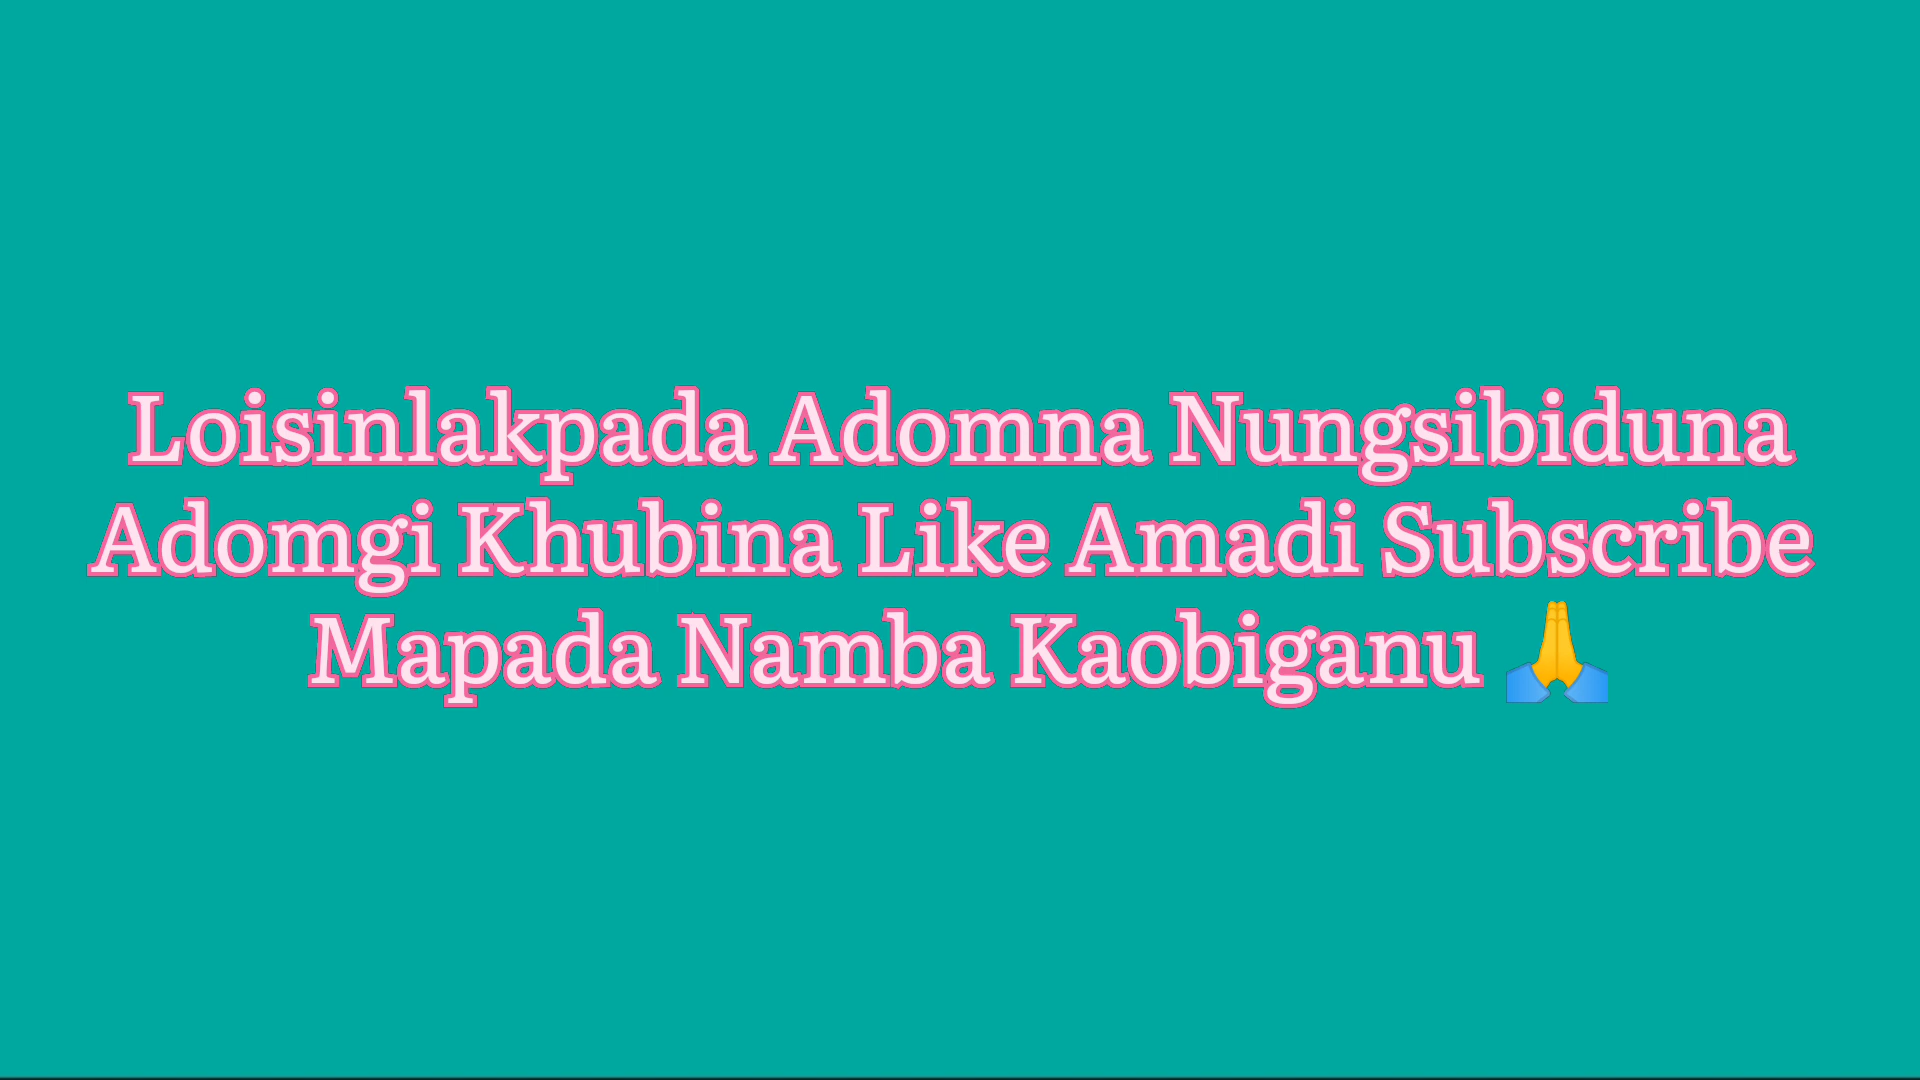 Loisinlakpada Adomna Nungsibiduna
Adomgi Khubina Like Amadi Subscribe
Mapada Namba Kaobiganu 🙏